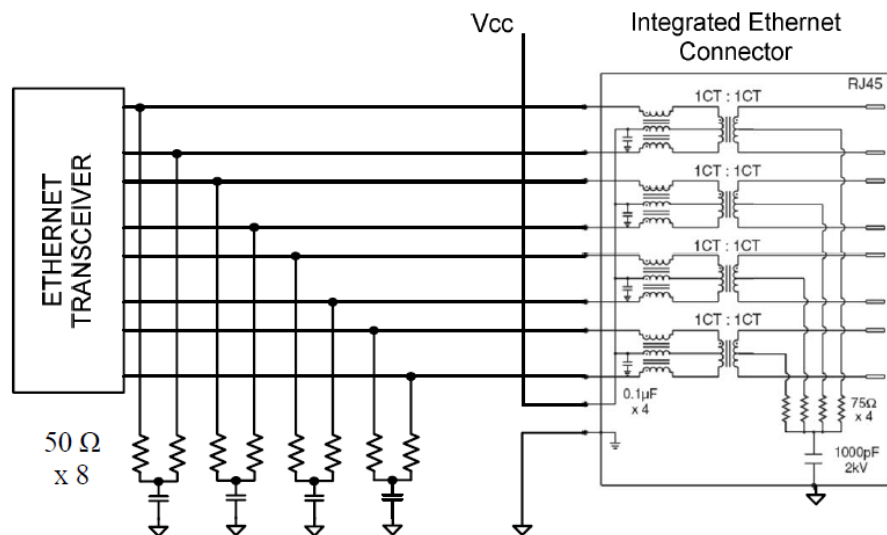 Vcc
Integrated Ethernet
Connector
RJ45
1CT : 1CT
1CT : 1CT
1CT : 1CT
1CT : 1CT
ETHERNET
TRANSCEIVER
0.1µF
x 4
75Ω
x 4
50 Ω
x 8
1000pF
2kV